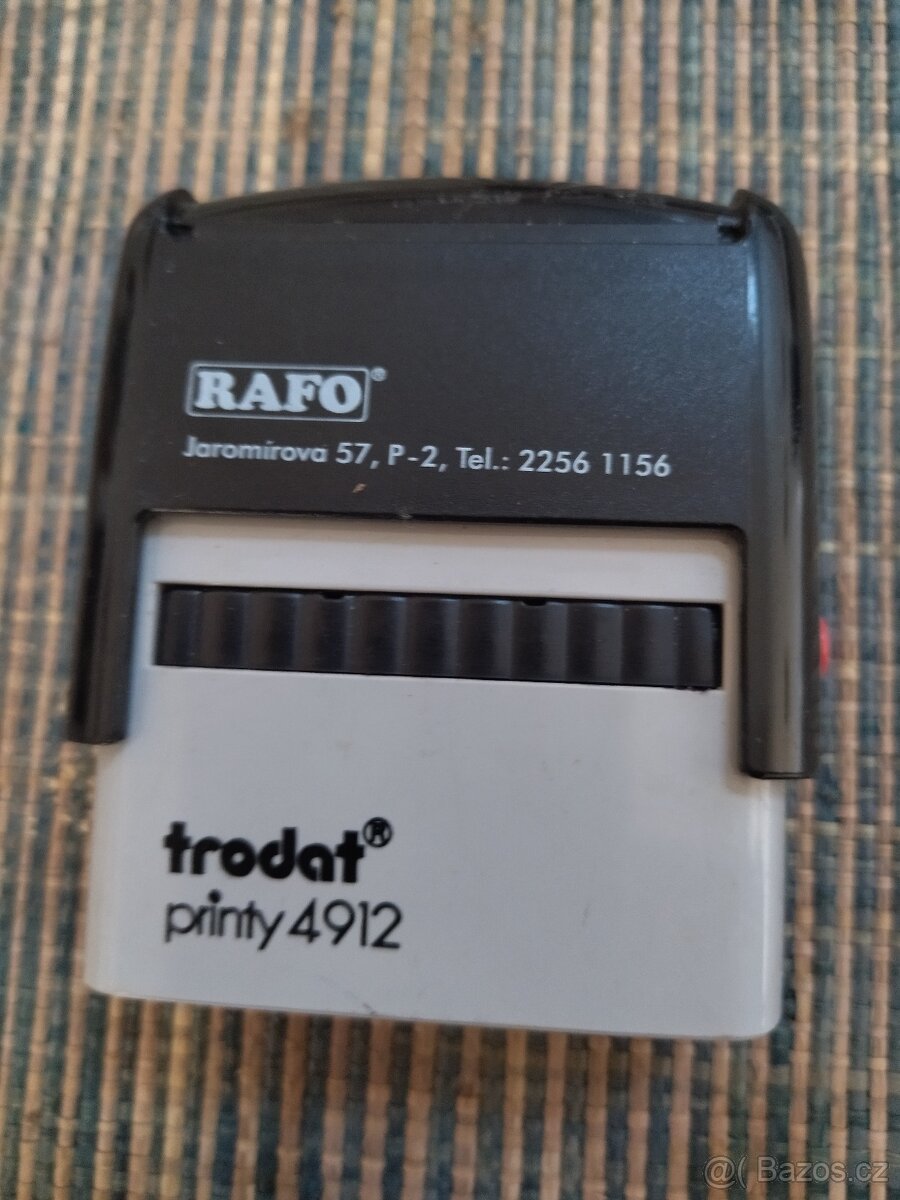 RAFO®
Jaromírova 57, P-2, Tel.: 2256 1156
trodat®
printy 4912
@( Bazos.cz